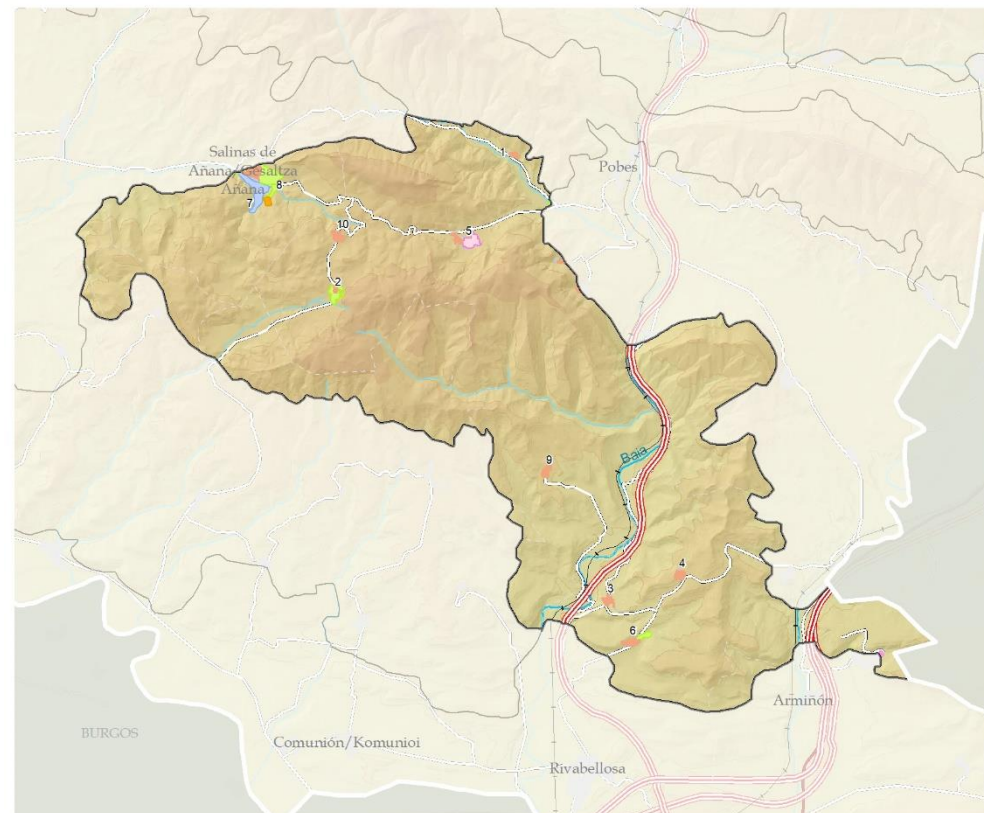 1
Pobes
Salinas de
Añana/Gesaltza
Añana
8
7
10
5
2
Baia
9
4
3
6
Armiñón
BURGOS
Comunión/Komunioi
Rivabellosa